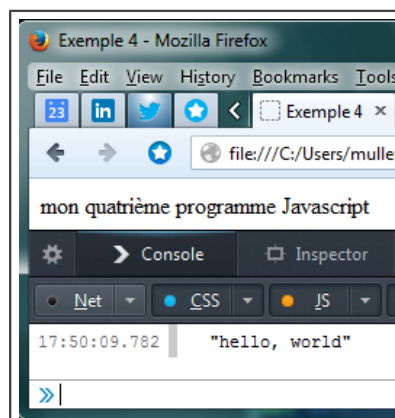 Exemple 4 - Mozilla Firefox
File Edit View History Bookmarks Tools
23 in Exemple 4 ×
file:///C:/Users/mulle
mon quatrième programme Javascript
Console Inspector
Net CSS JS
17:50:09.782 "hello, world"
»